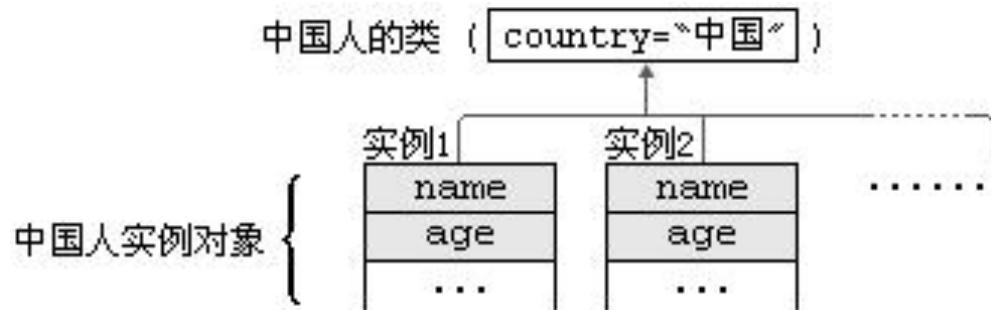 中国人的类 ( country="中国" )
实例1 实例2
name name ······
age age
中国人实例对象
··· ···